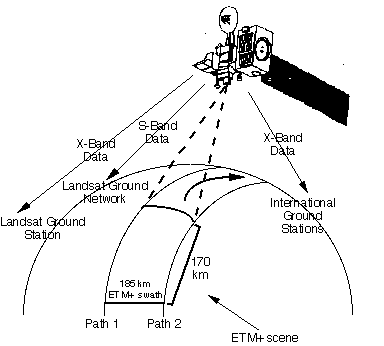 X-Band
Data
S-Band
Data
X-Band
Data
Landsat Ground
Network
Landsat Ground
Station
International
Ground
Stations
185 km
ETM+ swath
170
km
Path 1
Path 2
ETM+ scene